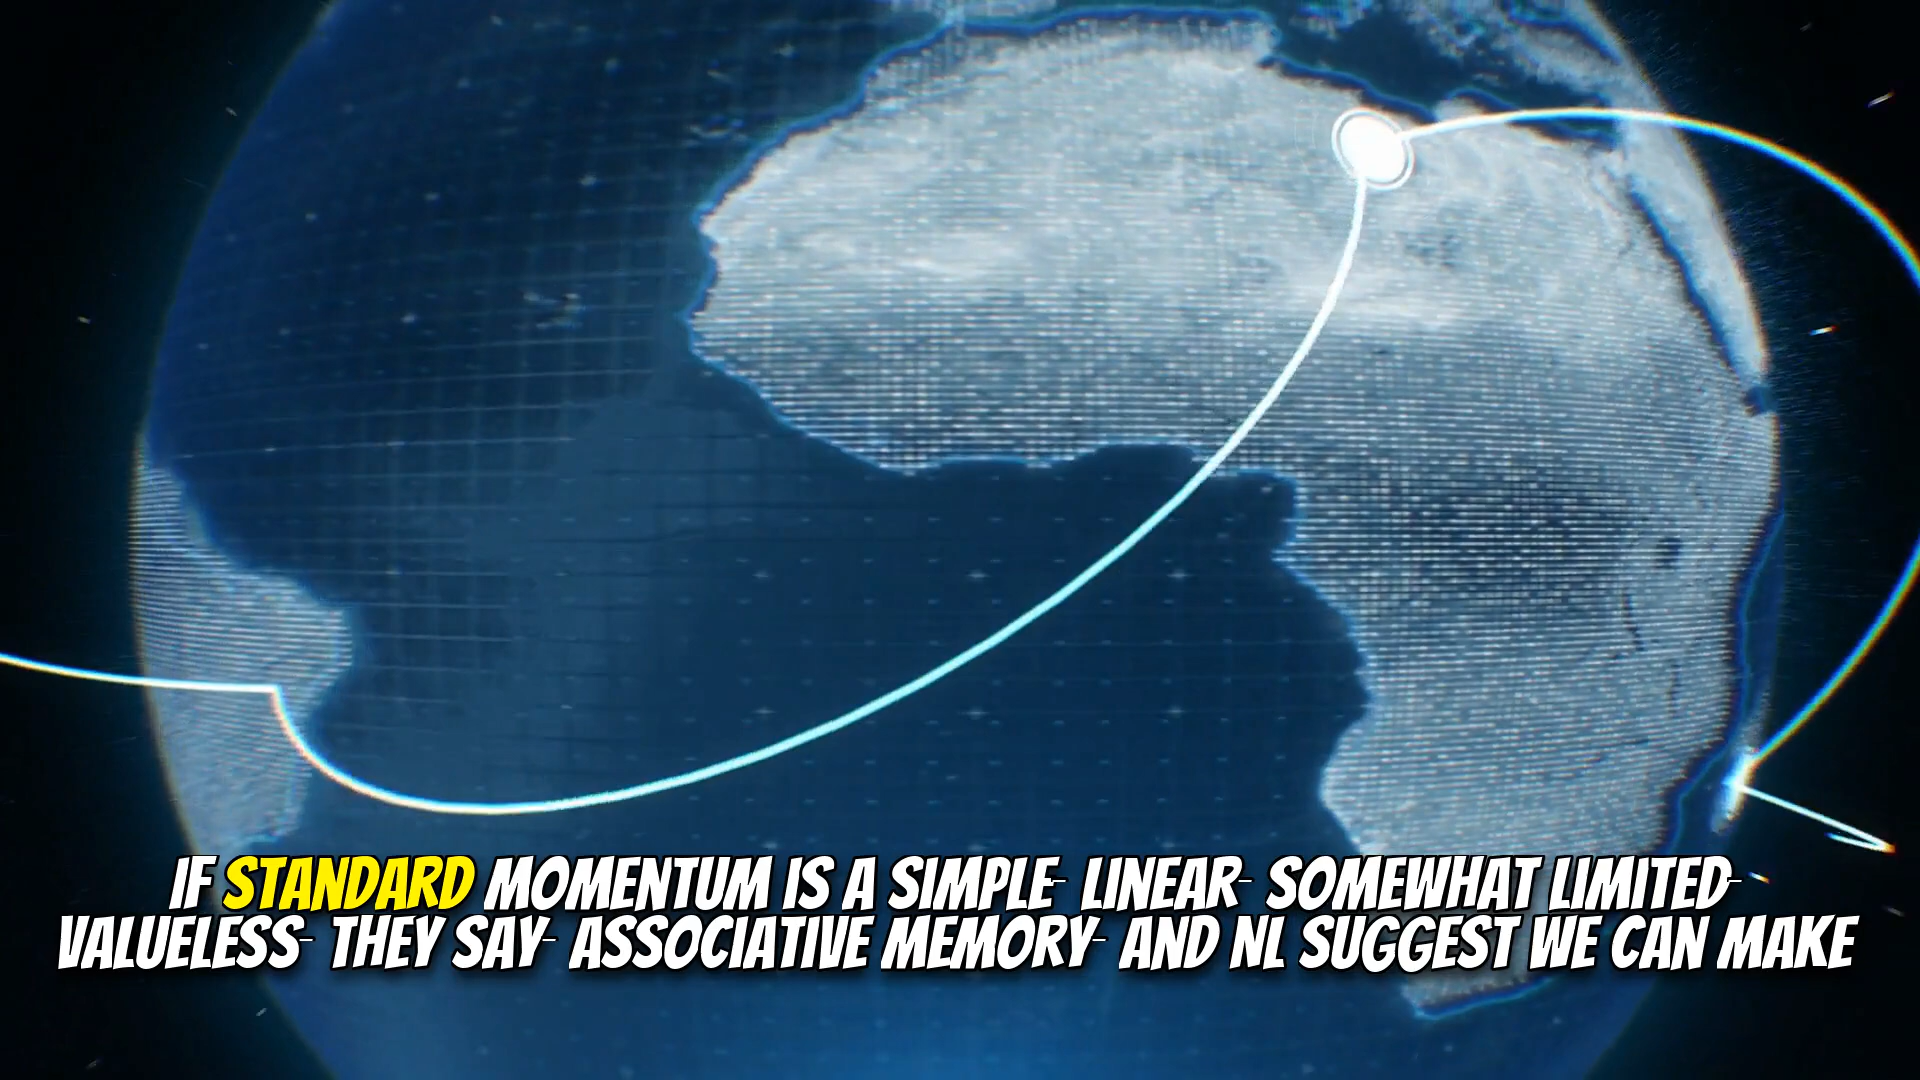 IF STANDARD MOMENTUM IS A SIMPLE- LINEAR- SOMEWHAT LIMITED-
VALUELESS- THEY SAY- ASSOCIATIVE MEMORY- AND NL SUGGEST WE CAN MAKE